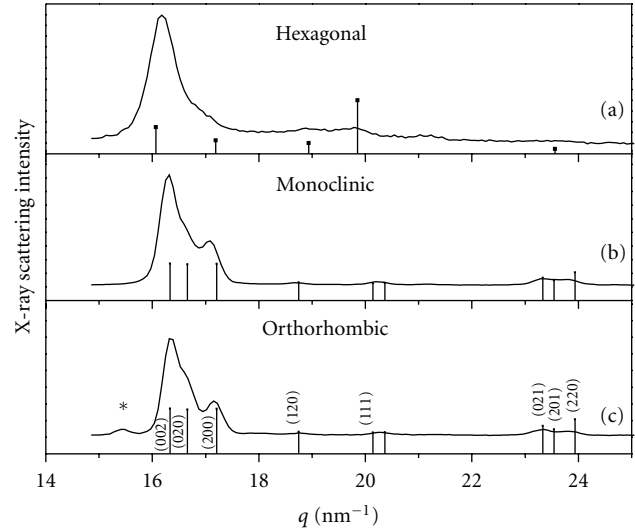 Hexagonal
(a)
Monoclinic
(b)
Orthorhombic
(c)
*
(002)
(020)
(200)
(120)
(111)
(021)
(201)
(220)
X-ray scattering intensity
14 16 18 20 22 24
q (nm⁻¹)